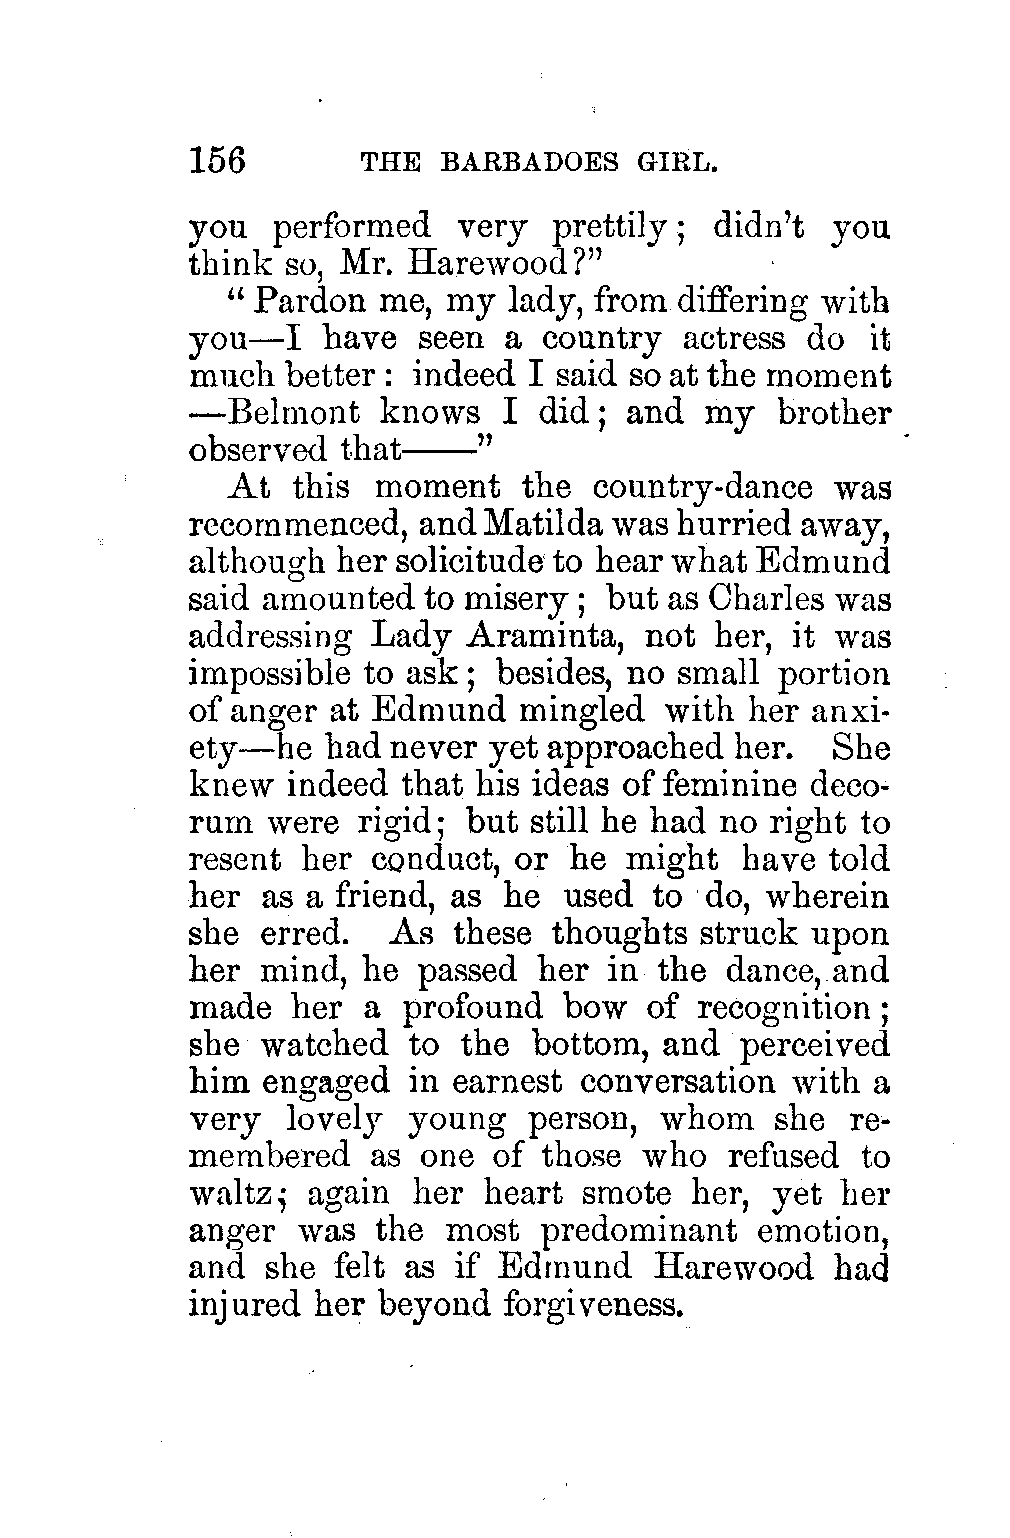 156 THE BARBADOES GIRL.
you performed very prettily; didn't you
think so, Mr. Harewood?"
"Pardon me, my lady, from differing with
you—I have seen a country actress do it
much better: indeed I said so at the moment
—Belmont knows I did; and my brother
observed that——"
At this moment the country-dance was
recommenced, and Matilda was hurried away,
although her solicitude to hear what Edmund
said amounted to misery; but as Charles was
addressing Lady Araminta, not her, it was
impossible to ask; besides, no small portion
of anger at Edmund mingled with her anxi-
ety—he had never yet approached her. She
knew indeed that his ideas of feminine deco-
rum were rigid; but still he had no right to
resent her conduct, or he might have told
her as a friend, as he used to do, wherein
she erred. As these thoughts struck upon
her mind, he passed her in the dance, and
made her a profound bow of recognition;
she watched to the bottom, and perceived
him engaged in earnest conversation with a
very lovely young person, whom she re-
membered as one of those who refused to
waltz; again her heart smote her, yet her
anger was the most predominant emotion,
and she felt as if Edmund Harewood had
injured her beyond forgiveness.